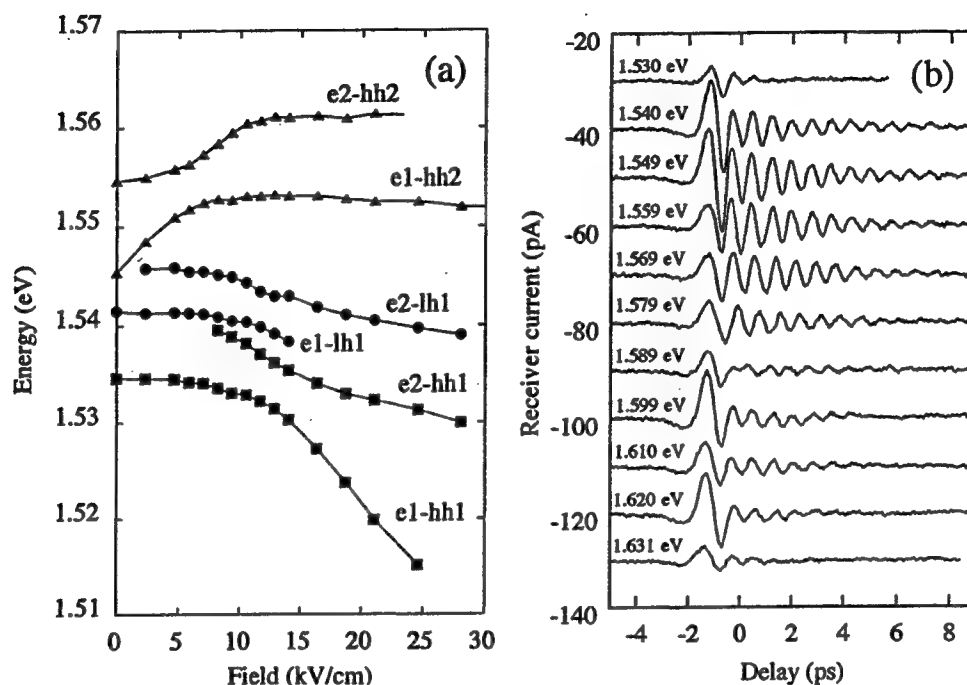 (a)
1.57
1.56
1.55
1.54
1.53
1.52
1.51
Energy (eV)
e2-hh2
e1-hh2
e2-lh1
e1-lh1
e2-hh1
e1-hh1
0
5
10
15
20
25
30
Field (kV/cm)
(b)
-20
-40
-60
-80
-100
-120
-140
Receiver current (pA)
1.530 eV
1.540 eV
1.549 eV
1.559 eV
1.569 eV
1.579 eV
1.589 eV
1.599 eV
1.610 eV
1.620 eV
1.631 eV
-4
-2
0
2
4
6
8
Delay (ps)